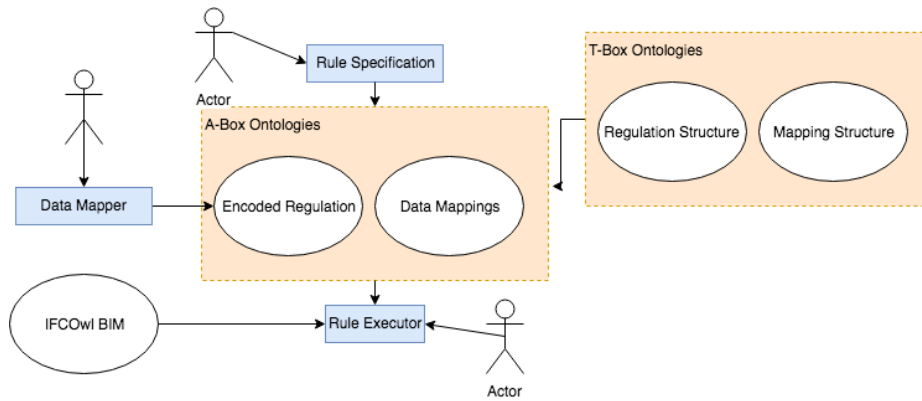 Rule Specification
T-Box Ontologies
Actor
A-Box Ontologies
Regulation Structure
Mapping Structure
Data Mapper
Encoded Regulation
Data Mappings
IFCOwl BIM
Rule Executor
Actor